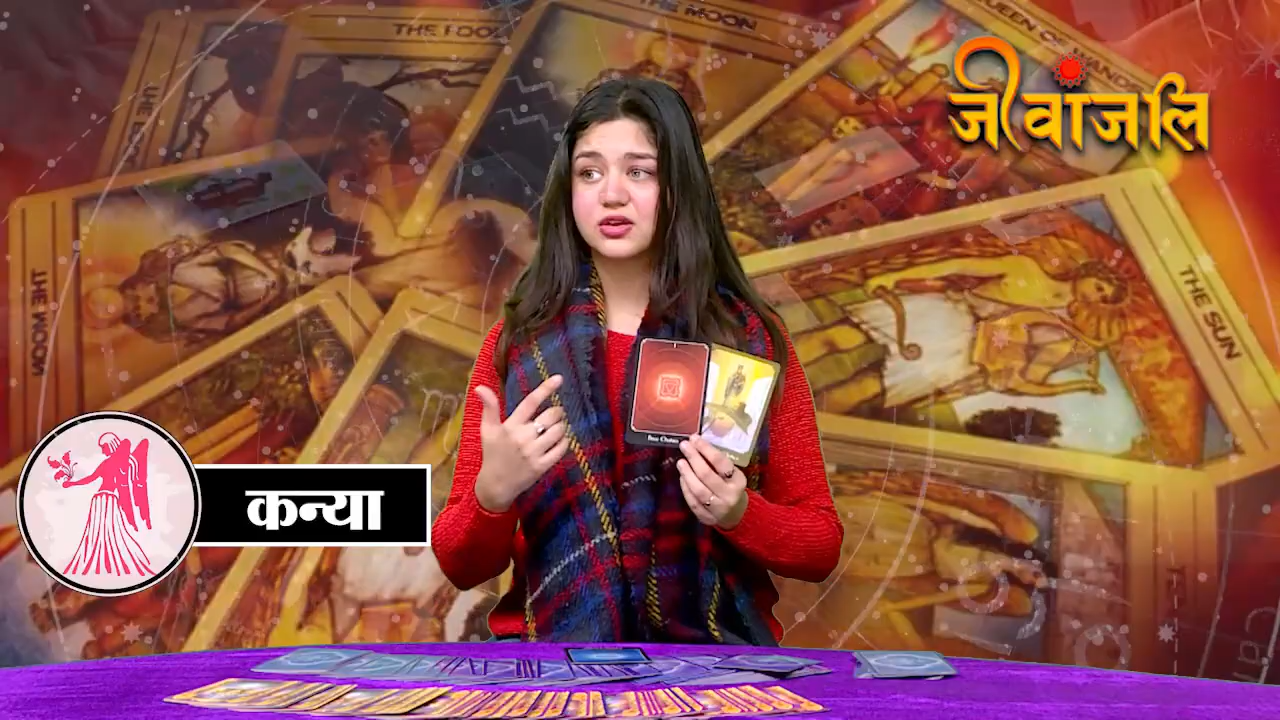 THE FOOL
THE MOON
QUEEN OF WANDS
जीवांजलि
THE MOON
THE SUN
कन्या